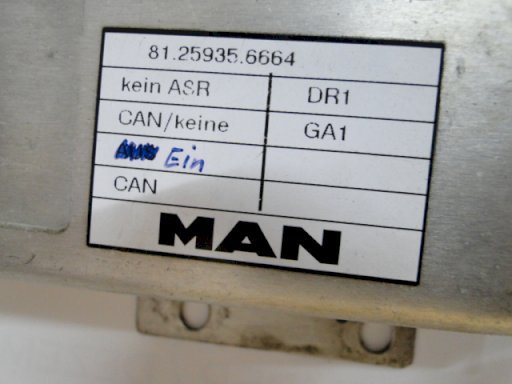 81.25935.6664
kein ASR DR1
CAN/keine GA1
Ein
CAN
MAN